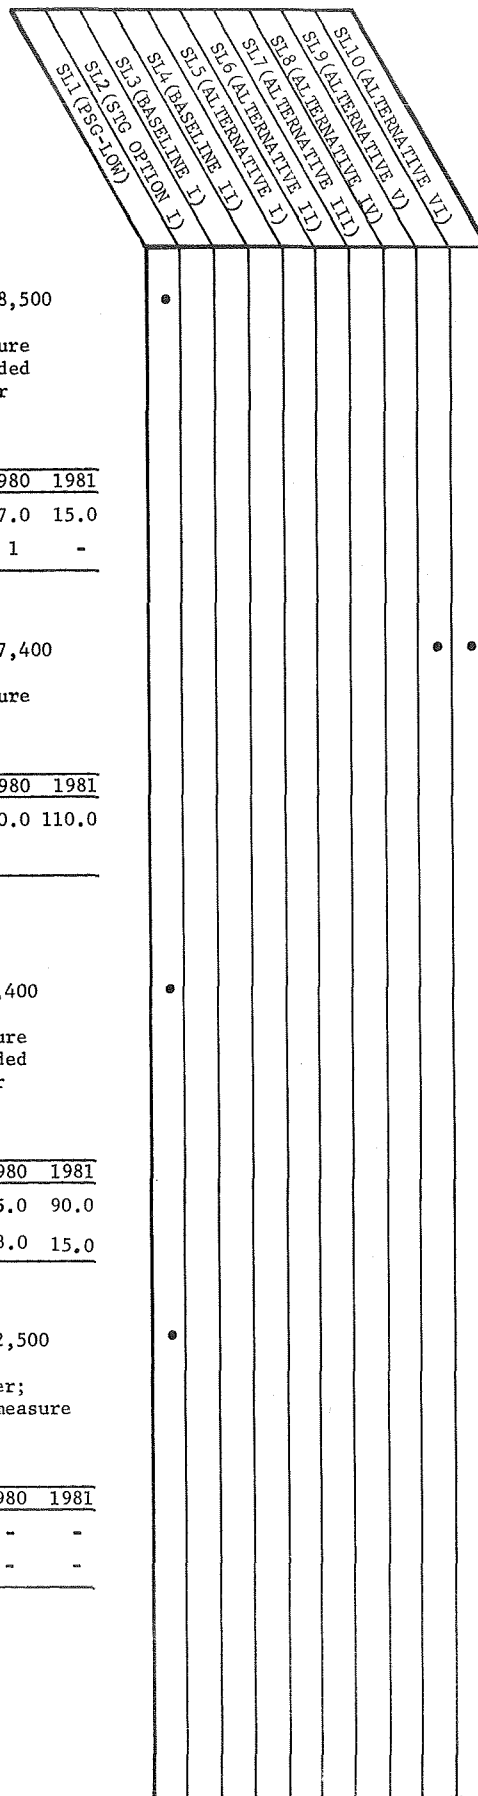 SL1(PSG-LOW)
SL2(STG OPTION I)
SL3(BASELINE I)
SL4(BASELINE II)
SL5(ALTERNATIVE I)
SL6(ALTERNATIVE II)
SL7(ALTERNATIVE III)
SL8(ALTERNATIVE IV)
SL9(ALTERNATIVE V)
SL10(ALTERNATIVE VI)
8,500
ure
ded
r
980 1981
7.0 15.0
1 -
7,400
ure
980 1981
0.0 110.0
,400
ure
ded
r
980 1981
5.0 90.0
3.0 15.0
2,500
er;
measure
980 1981
- -
- -